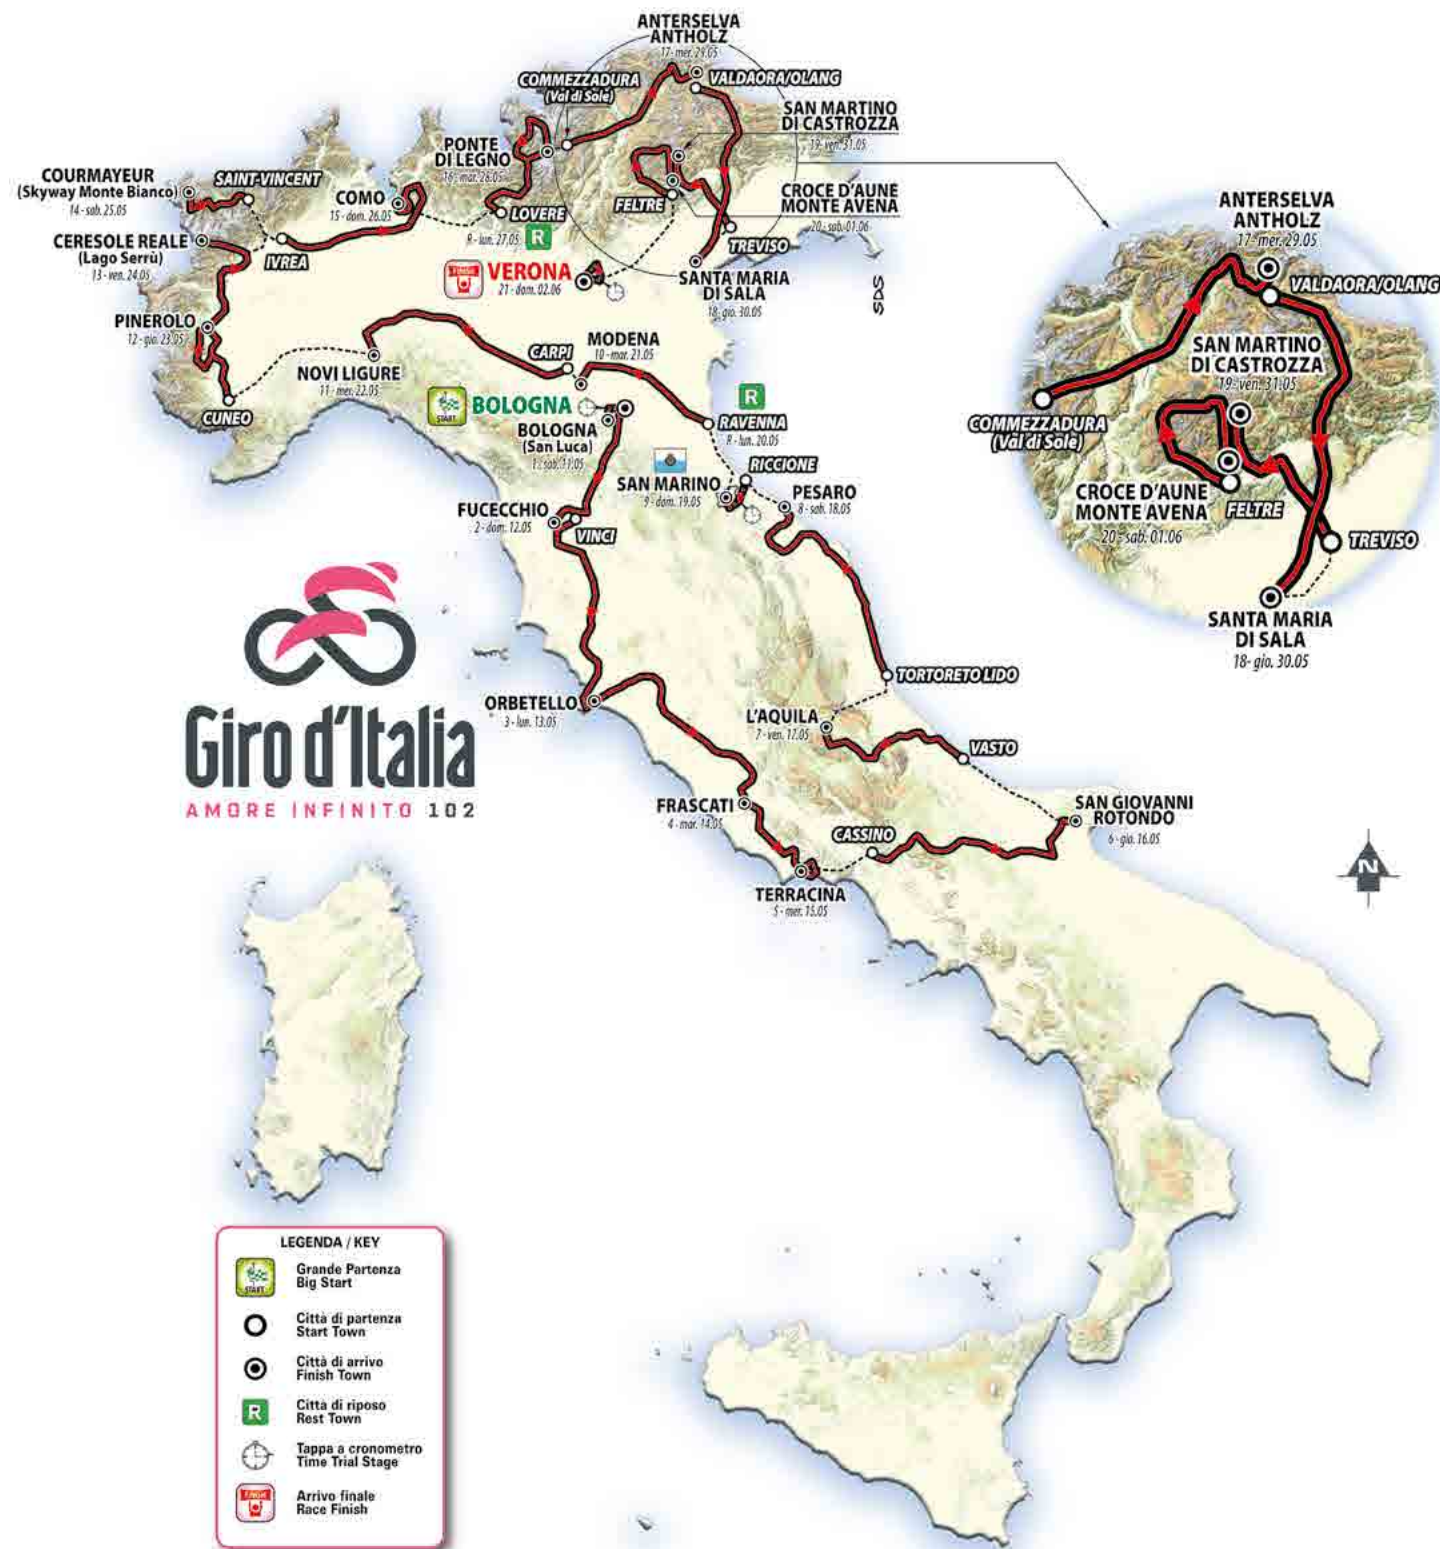 ANTERSELVA
ANTHOLZ
17- mer. 29.05
COMMEZZADURA
(Val di Sole)
VALDAORA/OLANG
SAN MARTINO
DI CASTROZZA
19- ven. 31.05
PONTE
DI LEGNO
16 - mar. 28.05
COURMAYEUR
(Skyway Monte Bianco)
14 - sab. 25.05
SAINT-VINCENT
COMO
15 - dom. 26.05
CROCE D'AUNE
MONTE AVENA
20 - sab. 01.06
FELTRE
LOVERE
R - lun. 27.05
R
TREVISO
CERESOLE REALE
(Lago Serrù)
13 - ven. 24.05
IVREA
FINISH
VERONA
21 - dom. 02.06
SANTA MARIA
DI SALA
18- gio. 30.05
SDS
PINEROLO
12 - gio. 23.05
MODENA
10 - mar. 21.05
CARPI
NOVI LIGURE
11 - mer. 22.05
CUNEO
START
BOLOGNA
BOLOGNA
(San Luca)
1 - sab. 11.05
R
RAVENNA
R - lun. 20.05
RICCIONE
SAN MARINO
9 - dom. 19.05
PESARO
8 - sab. 18.05
FUCECCHIO
2 - dom. 12.05
VINCI
ANTERSELVA
ANTHOLZ
17- mer. 29.05
VALDAORA/OLANG
SAN MARTINO
DI CASTROZZA
19- ven. 31.05
COMMEZZADURA
(Val di Sole)
CROCE D'AUNE
MONTE AVENA
20 - sab. 01.06
FELTRE
TREVISO
SANTA MARIA
DI SALA
18- gio. 30.05
Giro d'Italia
AMORE INFINITO 102
TORTORETO LIDO
ORBETELLO
3 - lun. 13.05
L'AQUILA
7 - ven. 17.05
VASTO
FRASCATI
4 - mar. 14.05
CASSINO
SAN GIOVANNI
ROTONDO
6 - gio. 16.05
TERRACINA
5 - mer. 15.05
N
LEGENDA / KEY
START
Grande Partenza
Big Start
Città di partenza
Start Town
Città di arrivo
Finish Town
R
Città di riposo
Rest Town
Tappa a cronometro
Time Trial Stage
FINISH
Arrivo finale
Race Finish